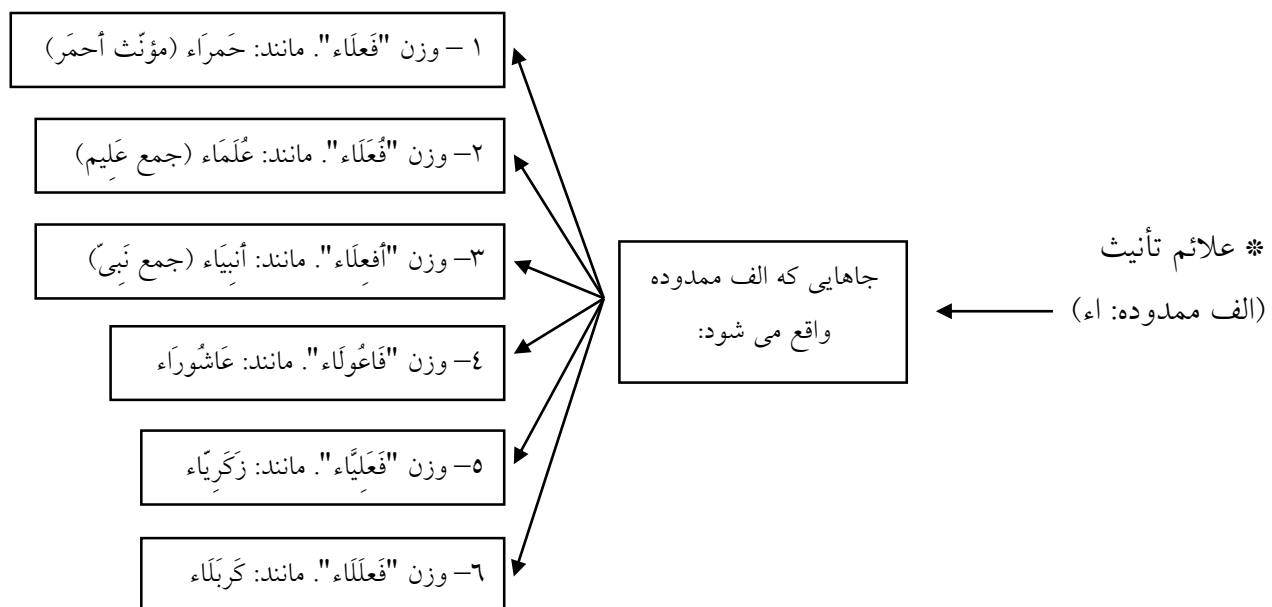 * علائم تأنیث
(الف ممدوده: اء)
جاهایی که الف ممدوده
واقع می شود:
١ – وزن "فَعلَاء". مانند: حَمرَاء (مؤنّث أحمَر)
٢– وزن "فُعَلَاء". مانند: عُلَمَاء (جمع عَلِيم)
٣– وزن "أفعِلَاء". مانند: أنبِيَاء (جمع نَبِىّ)
٤– وزن "فَاعُولَاء". مانند: عَاشُورَاء
٥– وزن "فَعَلِيَّاء". مانند: زَكَرِيّاء
٦– وزن "فَعلَلَاء". مانند: كَربَلَاء